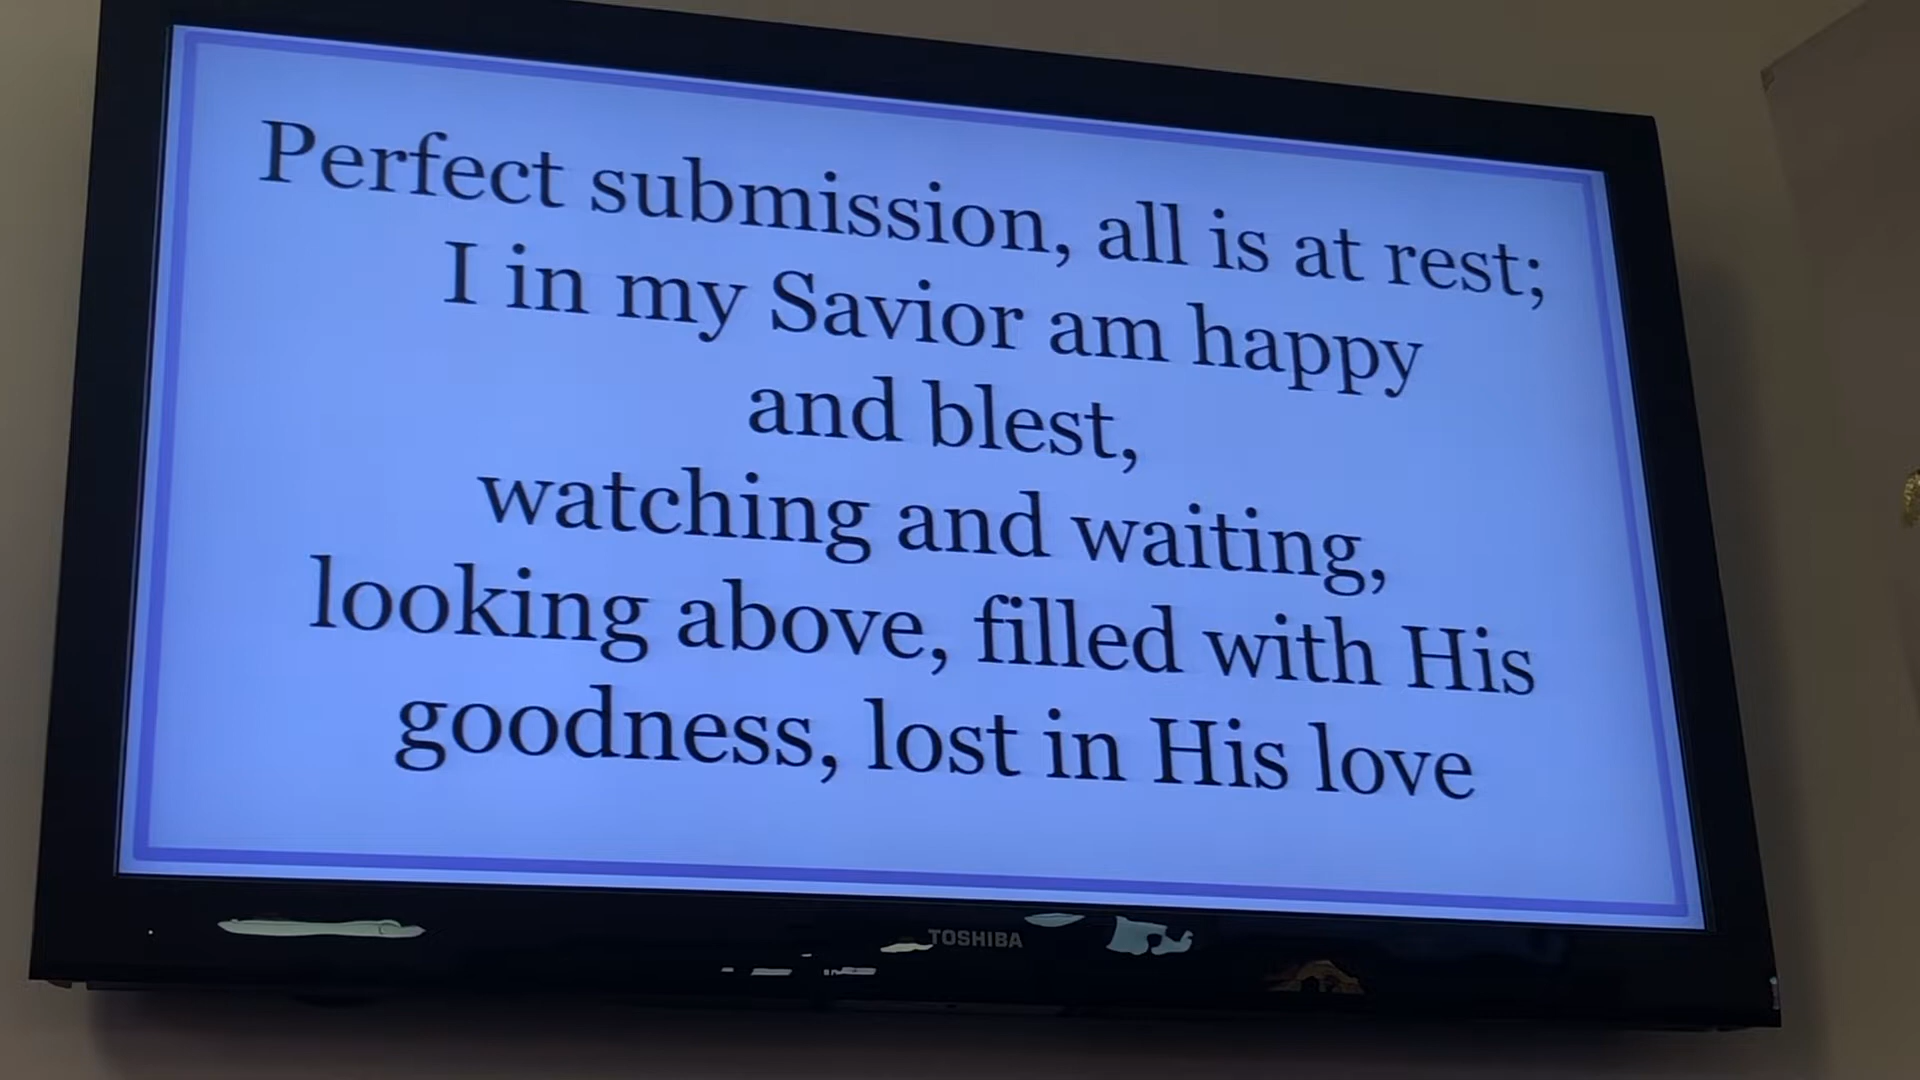 Perfect submission, all is at rest;
I in my Savior am happy
and blest,
watching and waiting,
looking above, filled with His
goodness, lost in His love
TOSHIBA